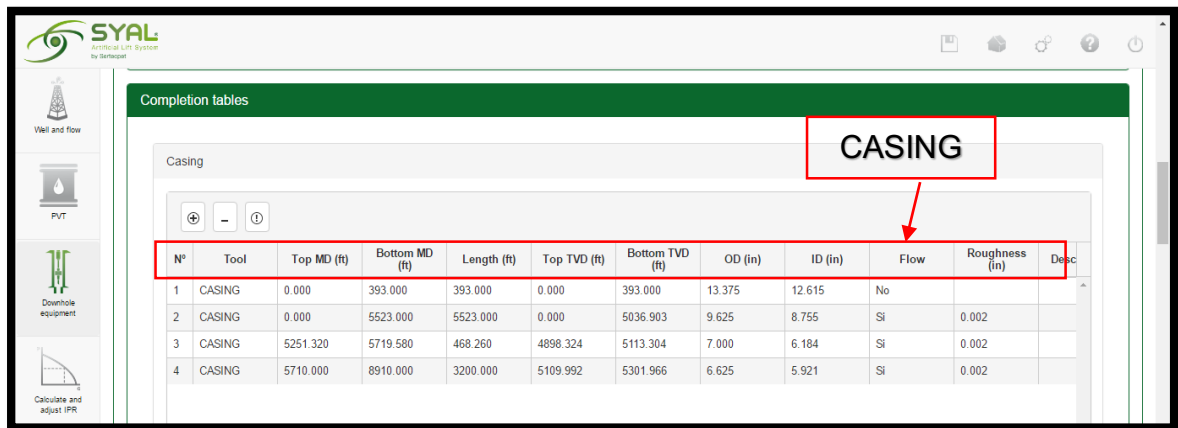 SYAL:
Artificial Lift System
by Sertecpet
Well and flow
PVT
Downhole
equipment
Calculate and
adjust IPR
Completion tables
CASING
Casing
Nº Tool Top MD (ft) Bottom MD (ft) Length (ft) Top TVD (ft) Bottom TVD (ft) OD (in) ID (in) Flow Roughness (in) Desc
1 CASING 0.000 393.000 393.000 0.000 393.000 13.375 12.615 No
2 CASING 0.000 5523.000 5523.000 0.000 5036.903 9.625 8.755 Si 0.002
3 CASING 5251.320 5719.580 468.260 4898.324 5113.304 7.000 6.184 Si 0.002
4 CASING 5710.000 8910.000 3200.000 5109.992 5301.966 6.625 5.921 Si 0.002